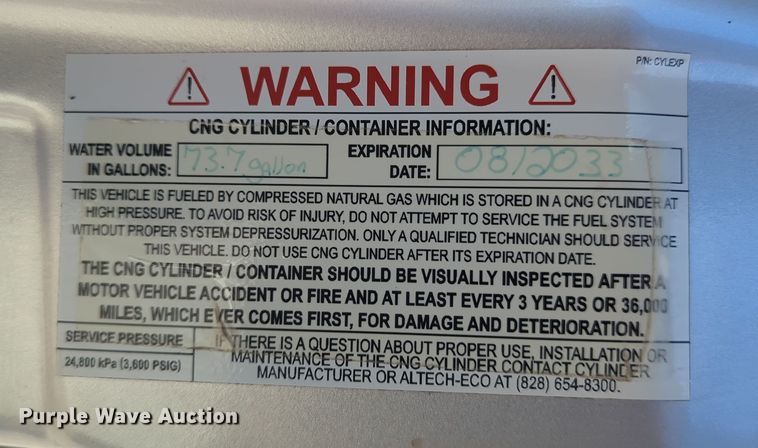 P/N: CYLEXP
WARNING
CNG CYLINDER / CONTAINER INFORMATION:
WATER VOLUME IN GALLONS: 73.7 gallon
EXPIRATION DATE: 08/2033
THIS VEHICLE IS FUELED BY COMPRESSED NATURAL GAS WHICH IS STORED IN A CNG CYLINDER AT
HIGH PRESSURE. TO AVOID RISK OF INJURY, DO NOT ATTEMPT TO SERVICE THE FUEL SYSTEM
WITHOUT PROPER SYSTEM DEPRESSURIZATION. ONLY A QUALIFIED TECHNICIAN SHOULD SERVICE
THIS VEHICLE. DO NOT USE CNG CYLINDER AFTER ITS EXPIRATION DATE.
THE CNG CYLINDER / CONTAINER SHOULD BE VISUALLY INSPECTED AFTER A
MOTOR VEHICLE ACCIDENT OR FIRE AND AT LEAST EVERY 3 YEARS OR 36,000
MILES, WHICH EVER COMES FIRST, FOR DAMAGE AND DETERIORATION.
SERVICE PRESSURE
24,800 kPa (3,600 PSIG)
IF THERE IS A QUESTION ABOUT PROPER USE, INSTALLATION OR
MAINTENANCE OF THE CNG CYLINDER CONTACT CYLINDER
MANUFACTURER OR ALTECH-ECO AT (828) 654-8300.
Purple Wave Auction